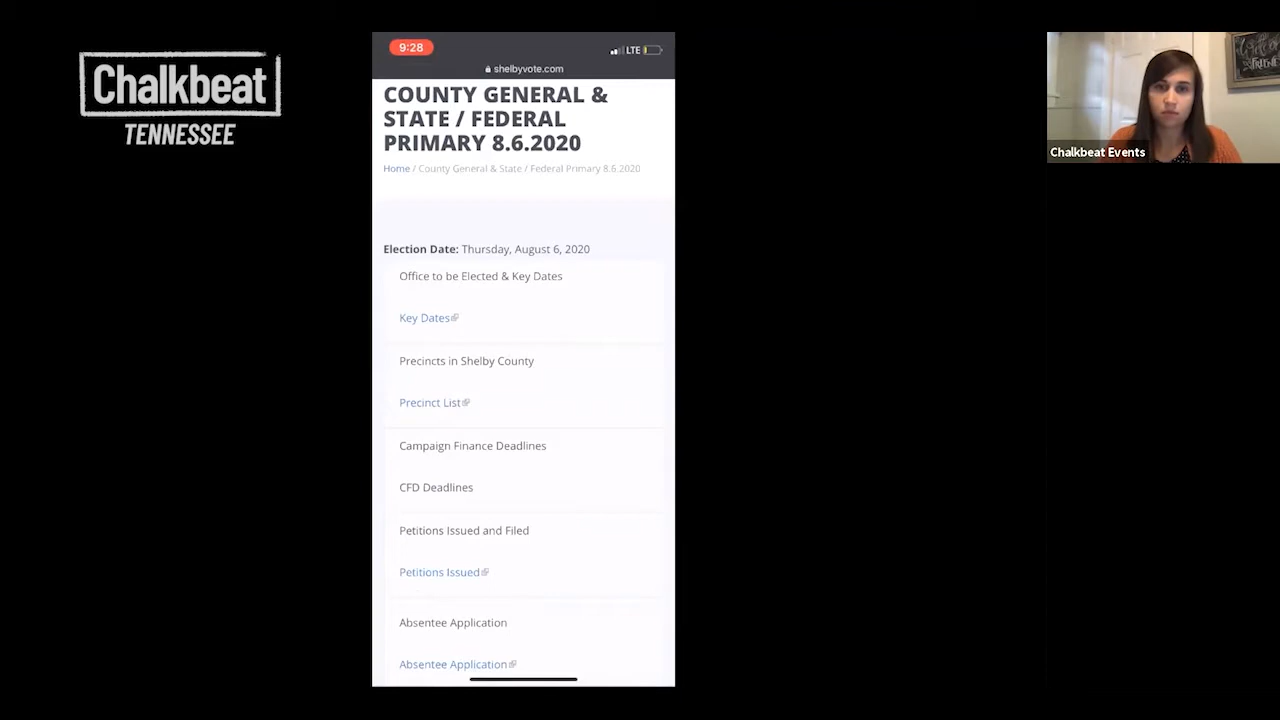 Chalkbeat
TENNESSEE
9:28
LTE
shelbyvote.com
COUNTY GENERAL &
STATE / FEDERAL
PRIMARY 8.6.2020
Home / County General & State / Federal Primary 8.6.2020
Election Date: Thursday, August 6, 2020
Office to be Elected & Key Dates
Key Dates
Precincts in Shelby County
Precinct List
Campaign Finance Deadlines
CFD Deadlines
Petitions Issued and Filed
Petitions Issued
Absentee Application
Absentee Application
Chalkbeat Events